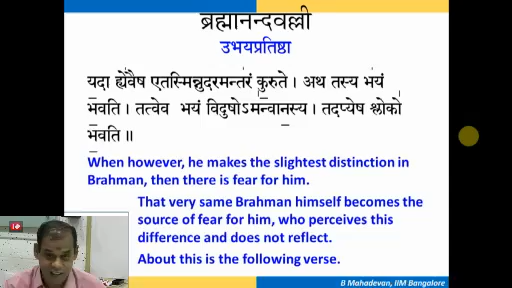 ब्रह्मानन्दवल्ली
उभयप्रतिष्ठा
यदा ह्येवैष एतस्मिन्नुदरमन्तरं कुरुते । अथ तस्य भयं
भवति । तत्वेव भयं विदुषोऽमन्वानस्य । तदप्येष श्लोको
भवति ॥
When however, he makes the slightest distinction in
Brahman, then there is fear for him.
That very same Brahman himself becomes the
source of fear for him, who perceives this
difference and does not reflect.
About this is the following verse.
B Mahadevan, IIM Bangalore